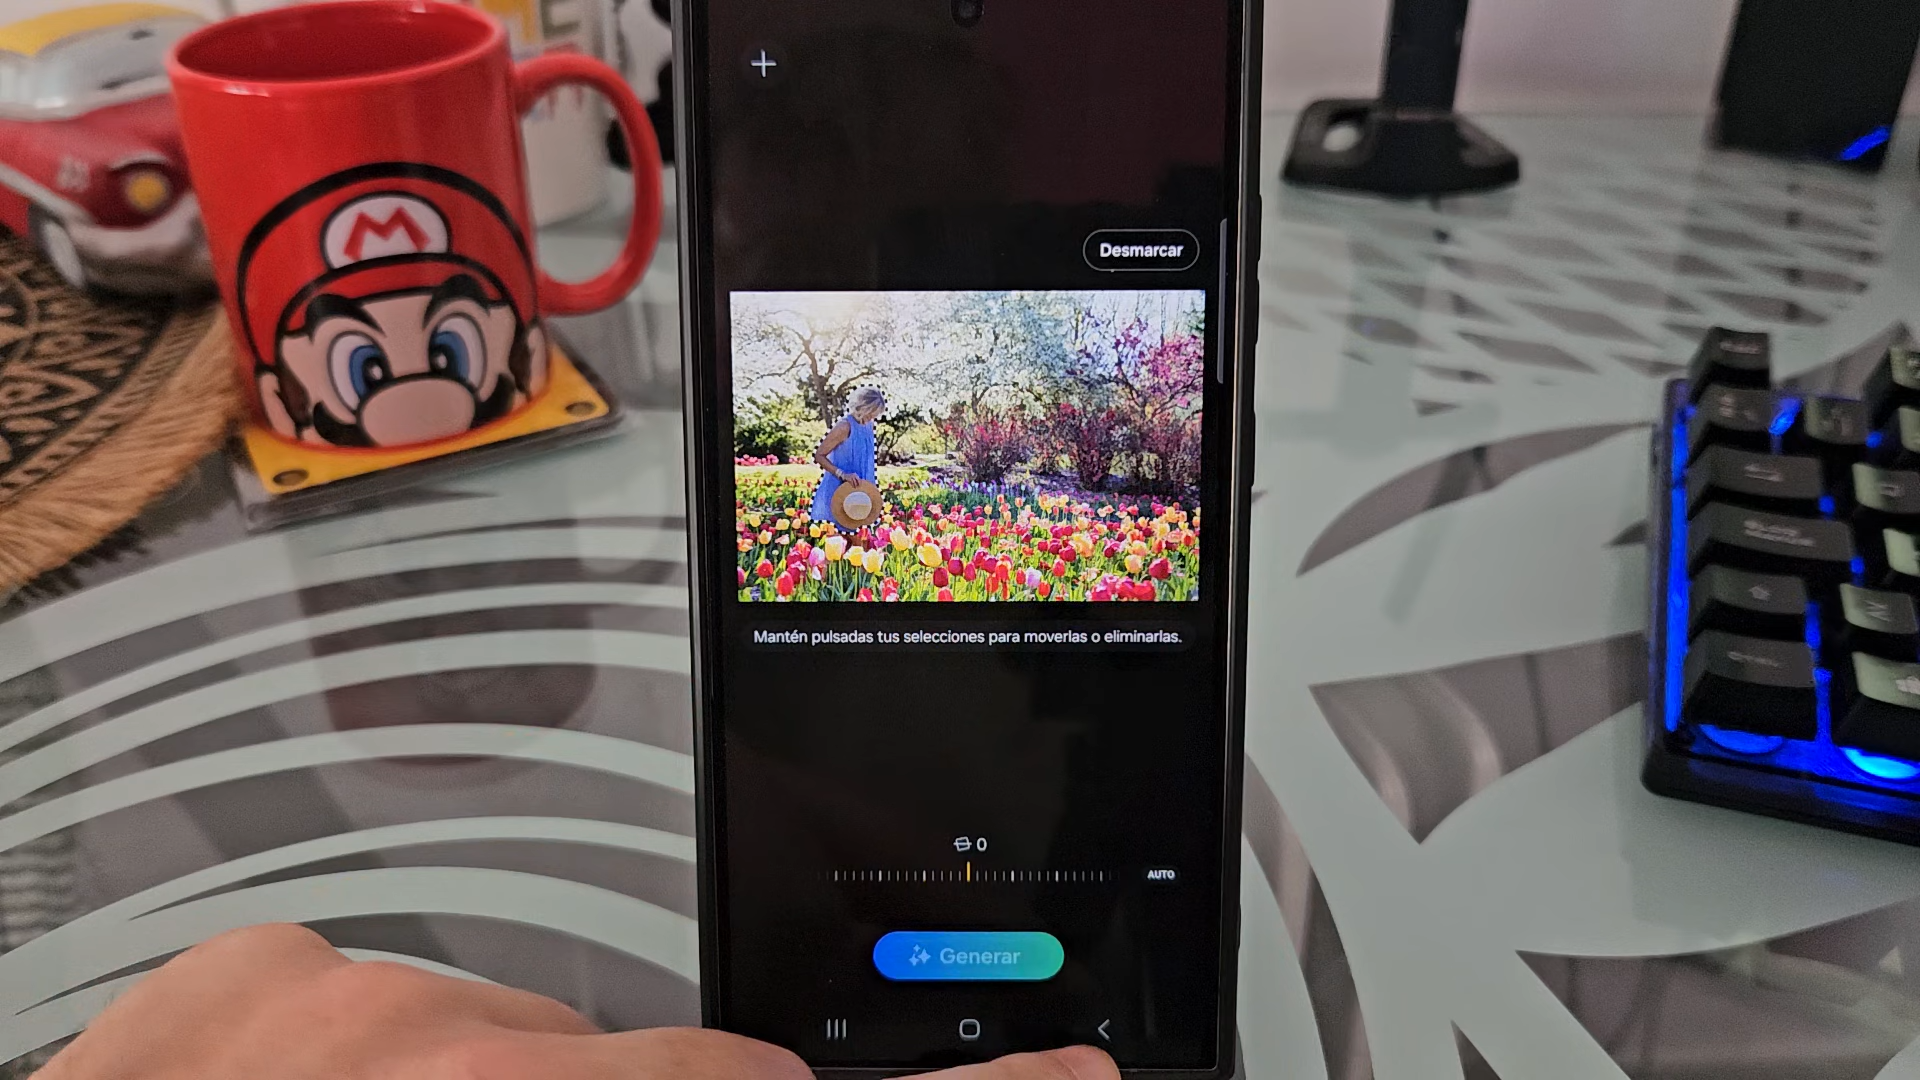 M
Desmarcar
Mantén pulsadas tus selecciones para moverlas o eliminarlas.
0
AUTO
Generar